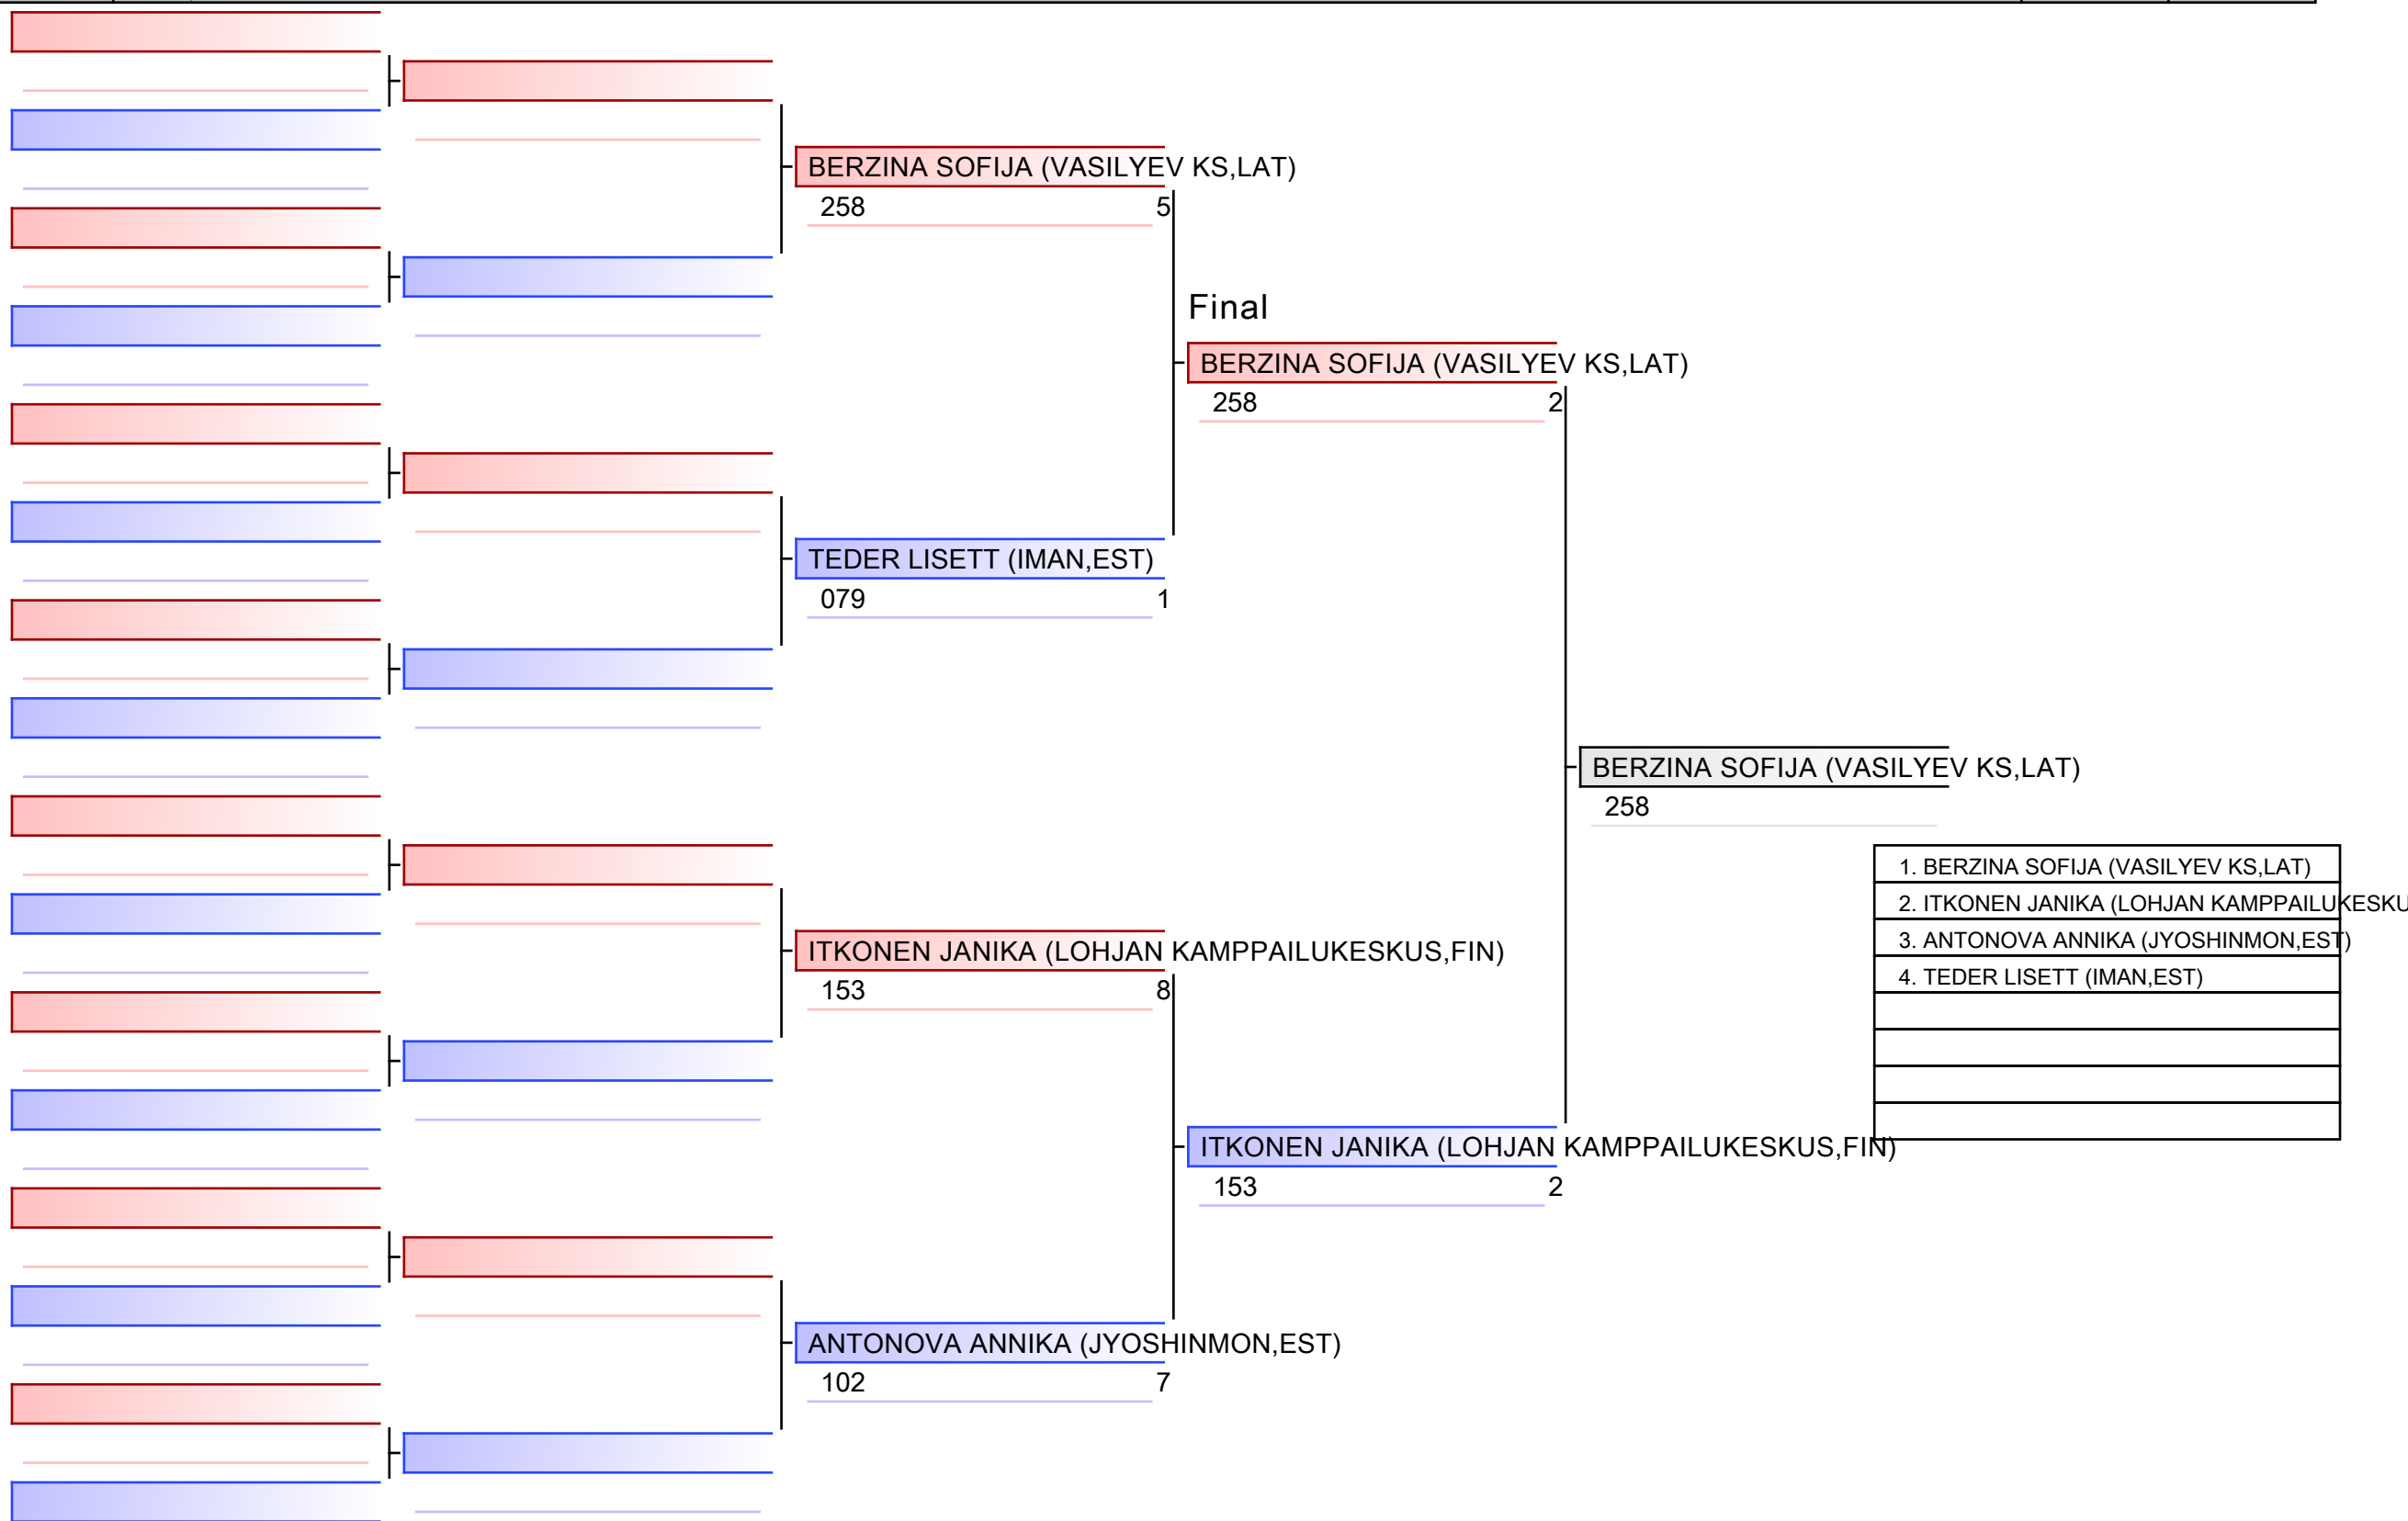 BERZINA SOFIJA (VASILYEV KS,LAT)
258 5
Final
BERZINA SOFIJA (VASILYEV KS,LAT)
258 2
TEDER LISETT (IMAN,EST)
079 1
BERZINA SOFIJA (VASILYEV KS,LAT)
258
1. BERZINA SOFIJA (VASILYEV KS,LAT)
2. ITKONEN JANIKA (LOHJAN KAMPPAILUKESKU
3. ANTONOVA ANNIKA (JYOSHINMON,EST)
4. TEDER LISETT (IMAN,EST)
ITKONEN JANIKA (LOHJAN KAMPPAILUKESKUS,FIN)
153 8
ITKONEN JANIKA (LOHJAN KAMPPAILUKESKUS,FIN)
153 2
ANTONOVA ANNIKA (JYOSHINMON,EST)
102 7